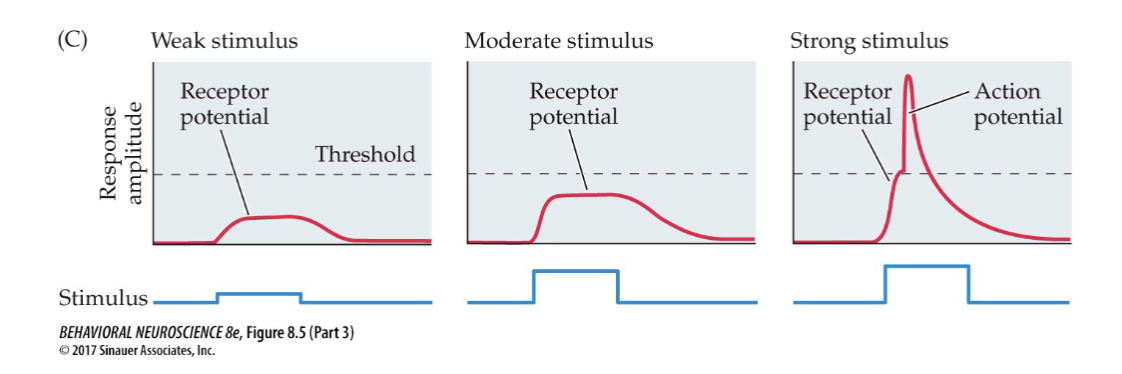 (C)
Weak stimulus
Response
amplitude
Receptor
potential
Threshold
Moderate stimulus
Receptor
potential
Strong stimulus
Receptor
potential
Action
potential
Stimulus
BEHAVIORAL NEUROSCIENCE 8e, Figure 8.5 (Part 3)
© 2017 Sinauer Associates, Inc.